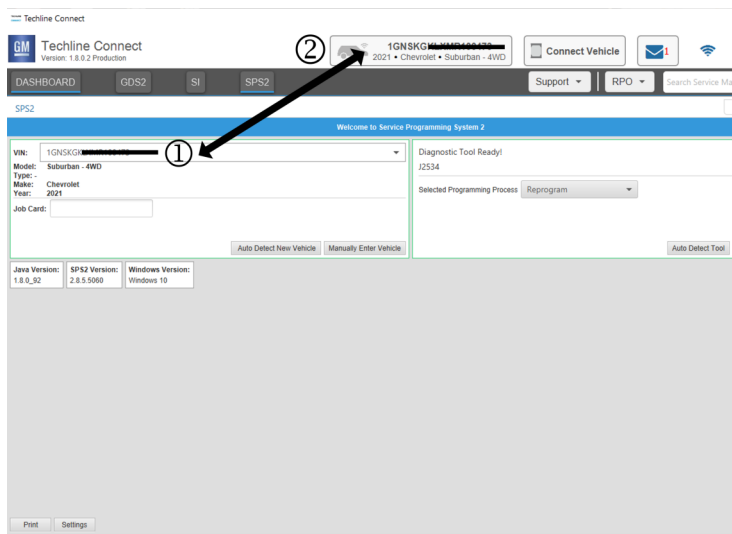 Techline Connect
GM
Techline Connect
Version: 1.8.0.2 Production
②
2021 • Chevrolet • Suburban - 4WD
Connect Vehicle
1
DASHBOARD
GDS2
SI
SPS2
Support
RPO
Search Service Ma
SPS2
Welcome to Service Programming System 2
VIN:
①
Model: Suburban - 4WD
Type: -
Make: Chevrolet
Year: 2021
Job Card:
Auto Detect New Vehicle
Manually Enter Vehicle
Diagnostic Tool Ready!
J2534
Selected Programming Process
Reprogram
Auto Detect Tool
Java Version:
1.8.0_92
SPS2 Version:
2.8.5.5060
Windows Version:
Windows 10
Print
Settings